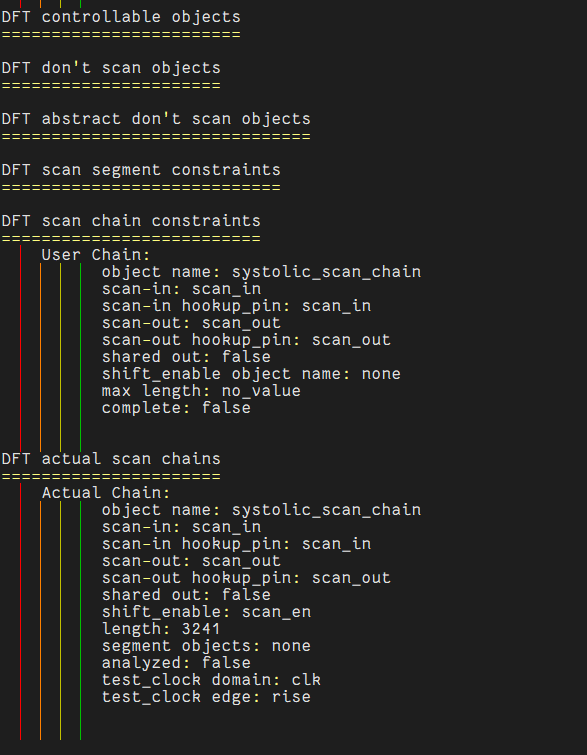 DFT controllable objects
========================
DFT don't scan objects
======================
DFT abstract don't scan objects
===============================
DFT scan segment constraints
============================
DFT scan chain constraints
==========================
User Chain:
object name: systolic_scan_chain
scan-in: scan_in
scan-in hookup_pin: scan_in
scan-out: scan_out
scan-out hookup_pin: scan_out
shared out: false
shift_enable object name: none
max length: no_value
complete: false
DFT actual scan chains
======================
Actual Chain:
object name: systolic_scan_chain
scan-in: scan_in
scan-in hookup_pin: scan_in
scan-out: scan_out
scan-out hookup_pin: scan_out
shared out: false
shift_enable: scan_en
length: 3241
segment objects: none
analyzed: false
test_clock domain: clk
test_clock edge: rise